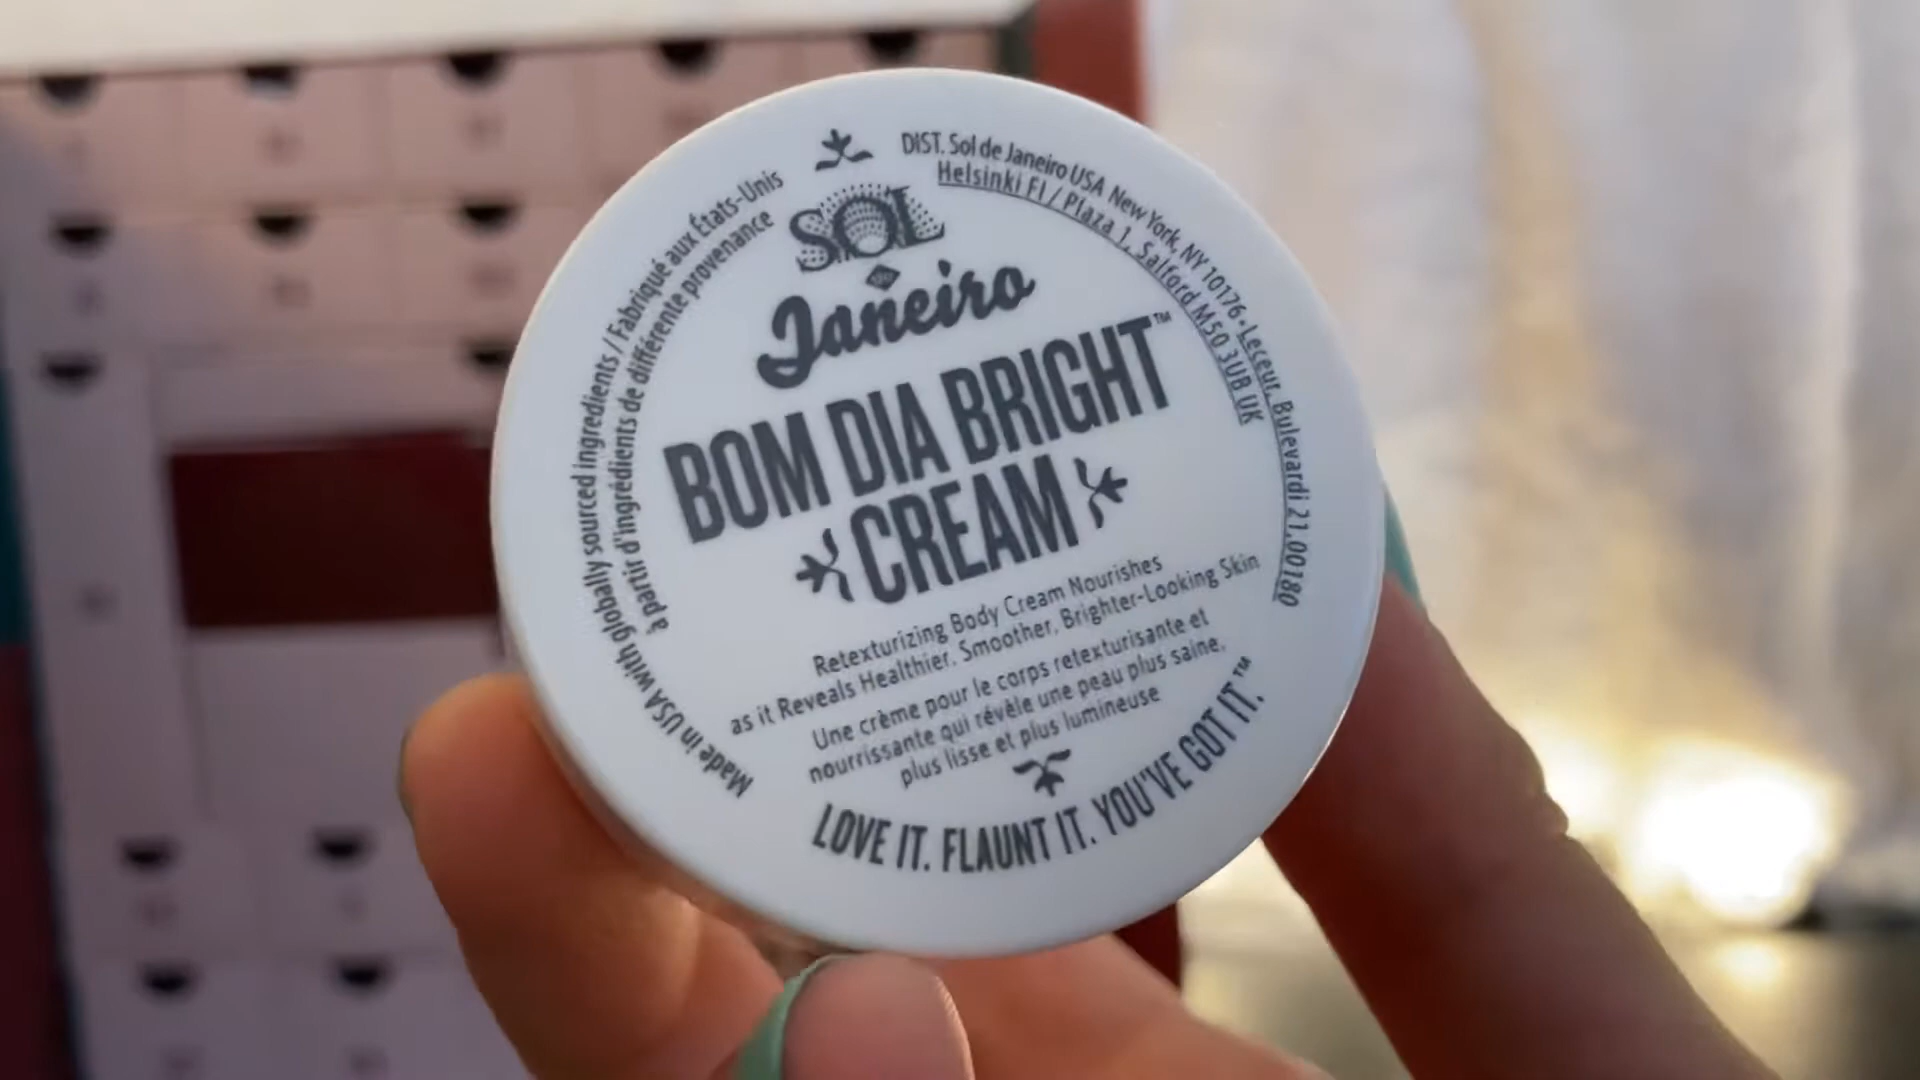 SOL
Janeiro
BOM DIA BRIGHT™
CREAM
Retexturizing Body Cream Nourishes
as it Reveals Healthier, Smoother, Brighter-Looking Skin
Une crème pour le corps retexturisante et
nourrissante qui révèle une peau plus saine,
plus lisse et plus lumineuse
LOVE IT. FLAUNT IT. YOU'VE GOT IT.™
Made in USA with globally sourced ingredients / Fabriqué aux États-Unis
à partir d'ingrédients de différente provenance
DIST. Sol de Janeiro USA New York, NY 10176 • Leceur, Bulevardi 21, 00180
Helsinki FI / Plaza 1, Salford M50 3UB UK